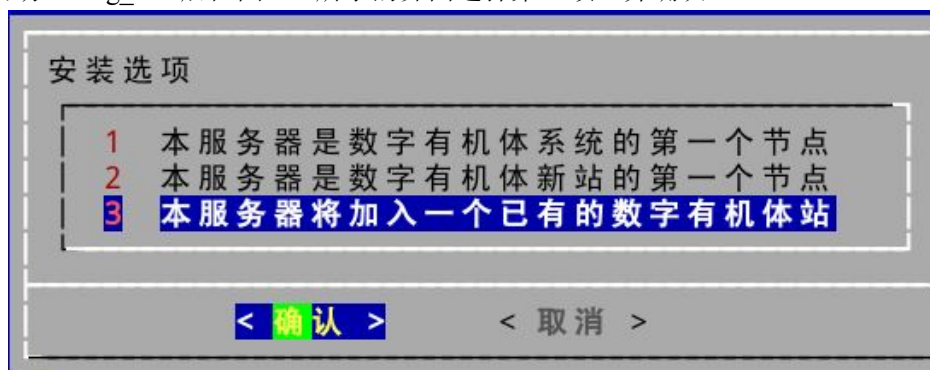 安装选项
1 本服务器是数字有机体系统的第一个节点
2 本服务器是数字有机体新站的第一个节点
3 本服务器将加入一个已有的数字有机体站
< 确认 > < 取消 >